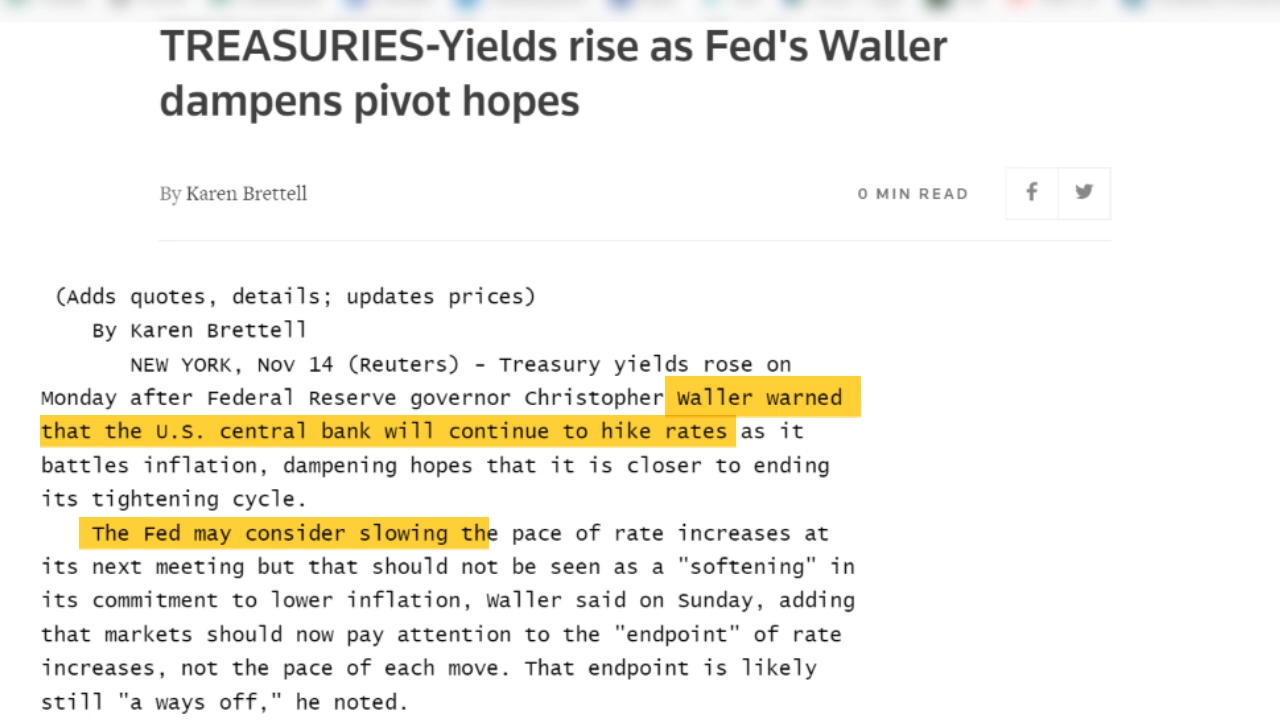 TREASURIES-Yields rise as Fed's Waller
dampens pivot hopes
By Karen Brettell
0 MIN READ
(Adds quotes, details; updates prices)
By Karen Brettell
NEW YORK, Nov 14 (Reuters) - Treasury yields rose on
Monday after Federal Reserve governor Christopher Waller warned
that the U.S. central bank will continue to hike rates as it
battles inflation, dampening hopes that it is closer to ending
its tightening cycle.
The Fed may consider slowing the pace of rate increases at
its next meeting but that should not be seen as a "softening" in
its commitment to lower inflation, Waller said on Sunday, adding
that markets should now pay attention to the "endpoint" of rate
increases, not the pace of each move. That endpoint is likely
still "a ways off," he noted.